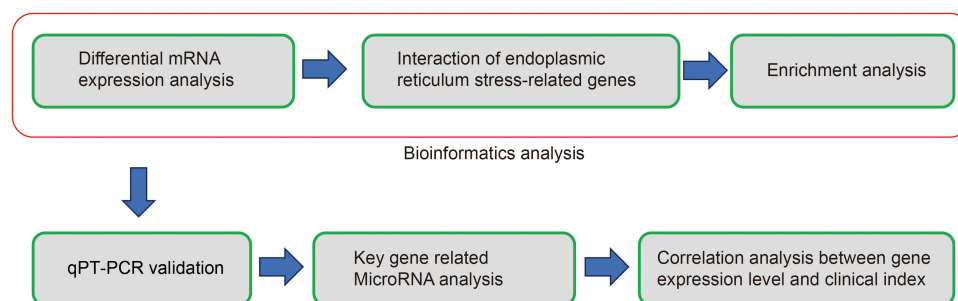 Differential mRNA
expression analysis
Interaction of endoplasmic
reticulum stress-related genes
Enrichment analysis
Bioinformatics analysis
qPT-PCR validation
Key gene related
MicroRNA analysis
Correlation analysis between gene
expression level and clinical index